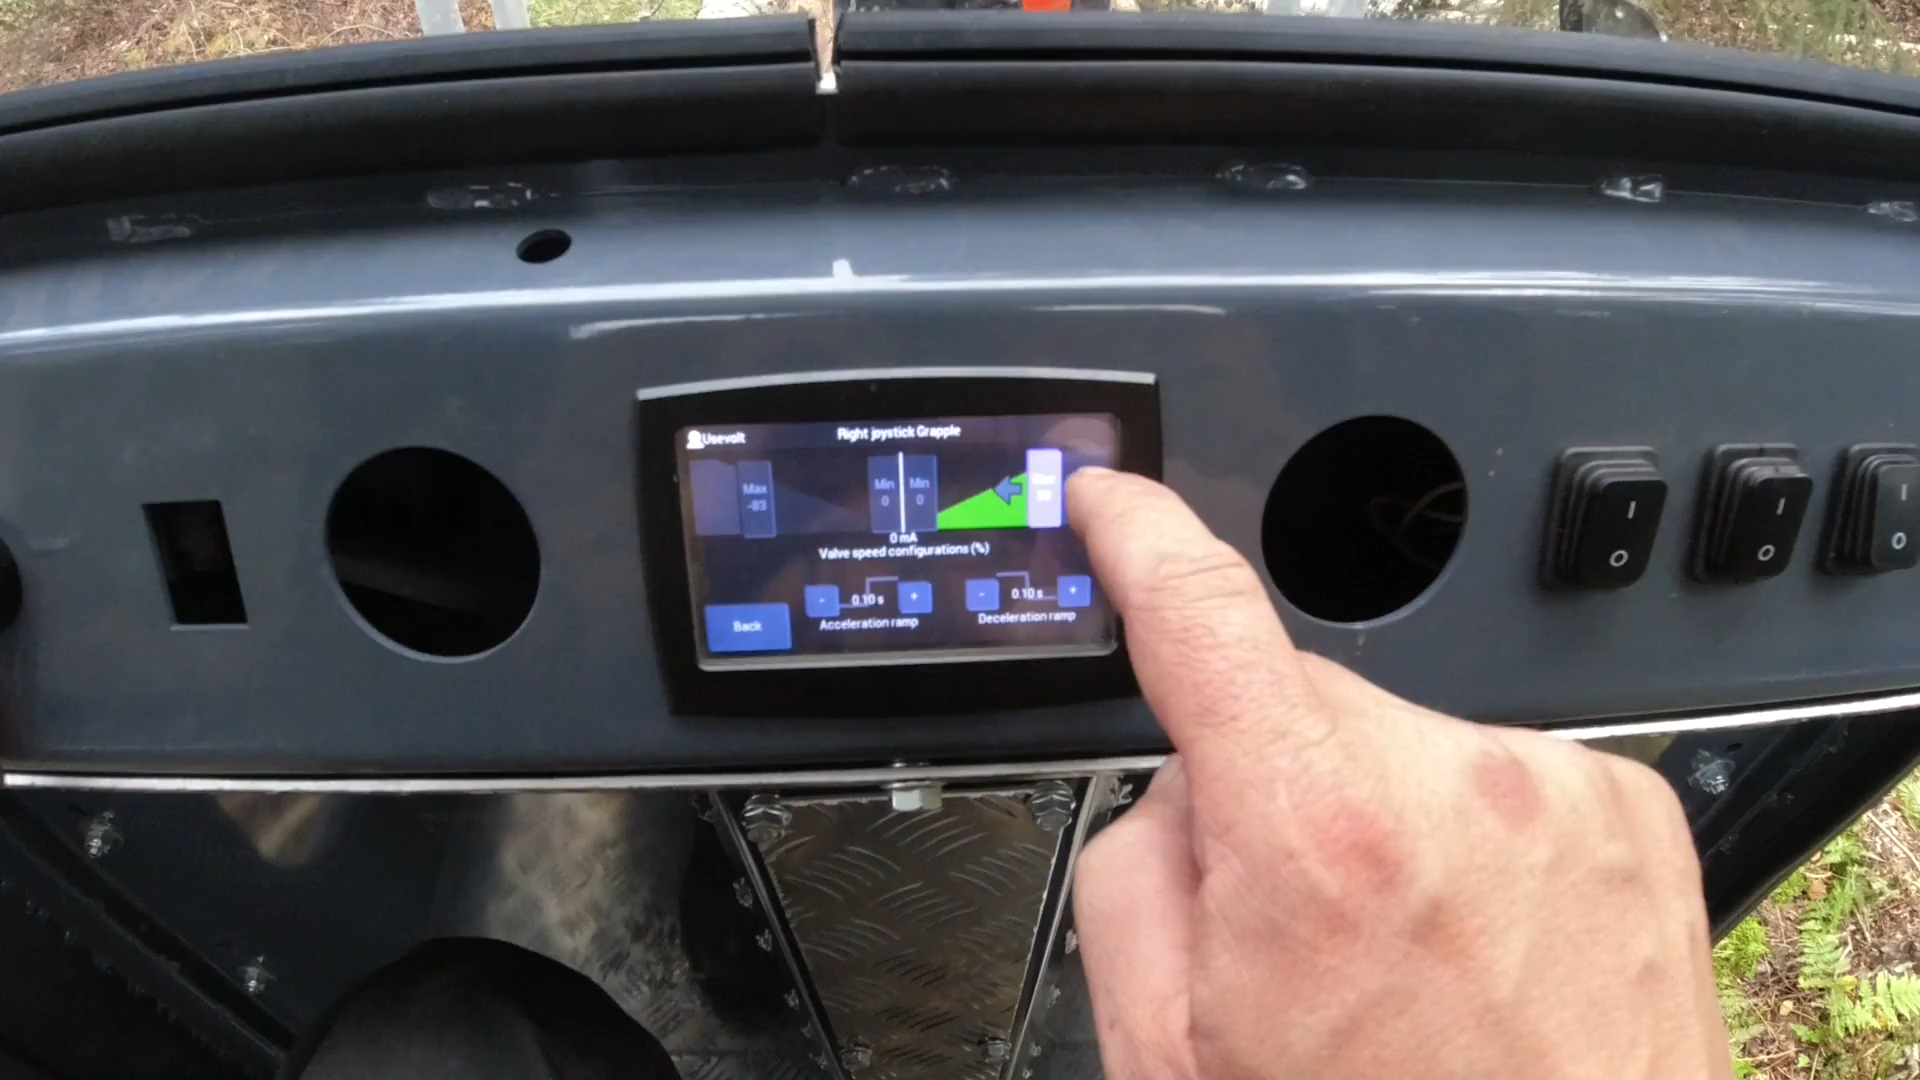 Usevolt
Right joystick Grapple
Max
-83
Min
0
Min
0
0 mA
Valve speed configurations (%)
- 0.10 s +
- 0.10 s +
Back
Acceleration ramp
Deceleration ramp
I
O
I
O
I
O